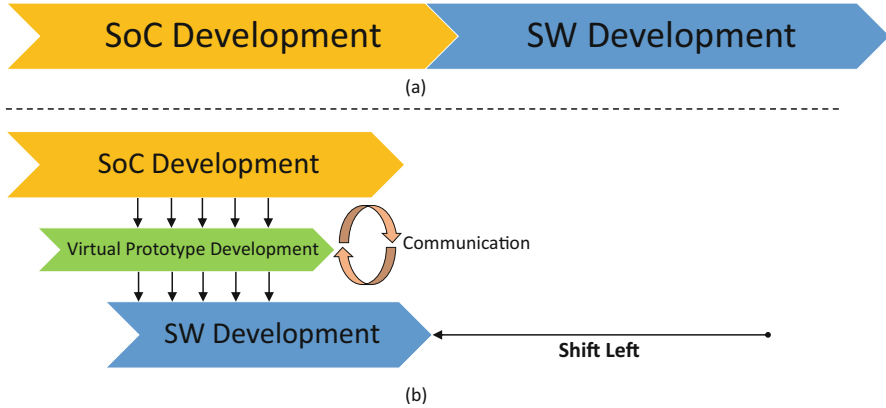 SoC Development
SW Development
(a)
SoC Development
Virtual Prototype Development
Communication
SW Development
Shift Left
(b)